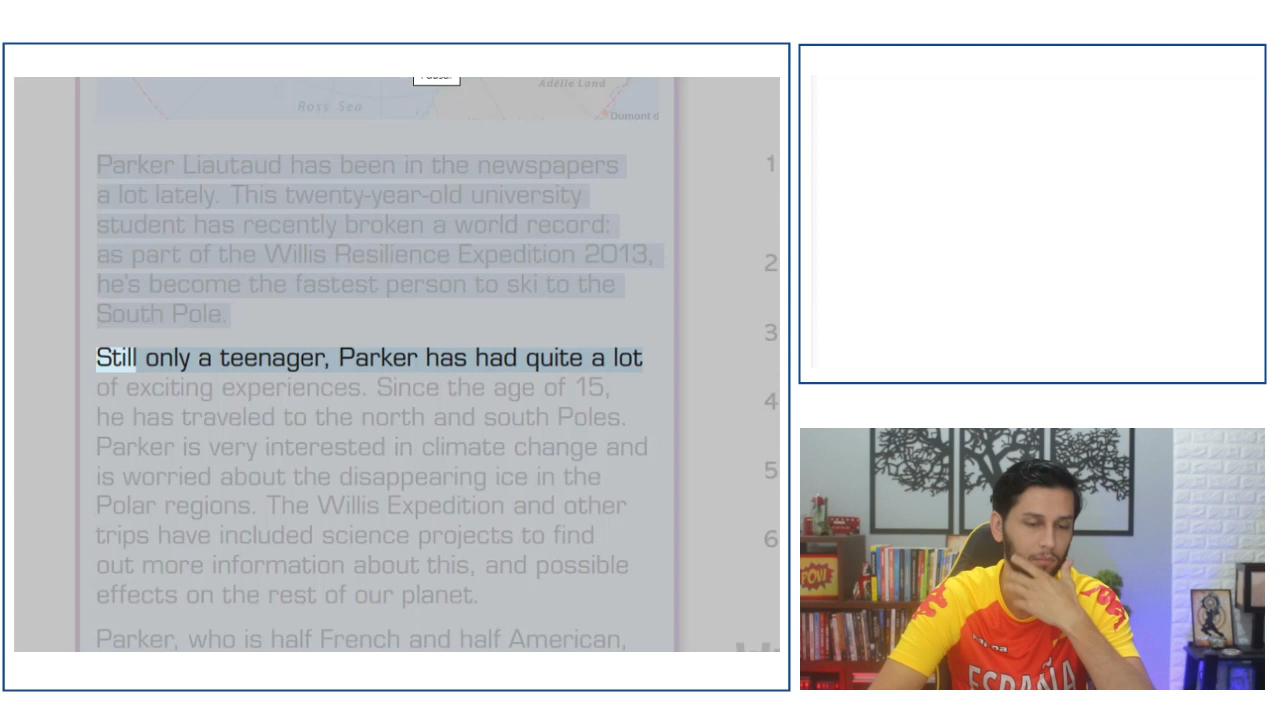 Adélie Land
Ross Sea
Dumont d
Parker Liautaud has been in the newspapers
a lot lately. This twenty-year-old university
student has recently broken a world record:
as part of the Willis Resilience Expedition 2013,
he's become the fastest person to ski to the
South Pole.
Still only a teenager, Parker has had quite a lot
of exciting experiences. Since the age of 15,
he has traveled to the north and south Poles.
Parker is very interested in climate change and
is worried about the disappearing ice in the
Polar regions. The Willis Expedition and other
trips have included science projects to find
out more information about this, and possible
effects on the rest of our planet.
Parker, who is half French and half American,
1
2
3
4
5
6
POW!
ESPAÑA